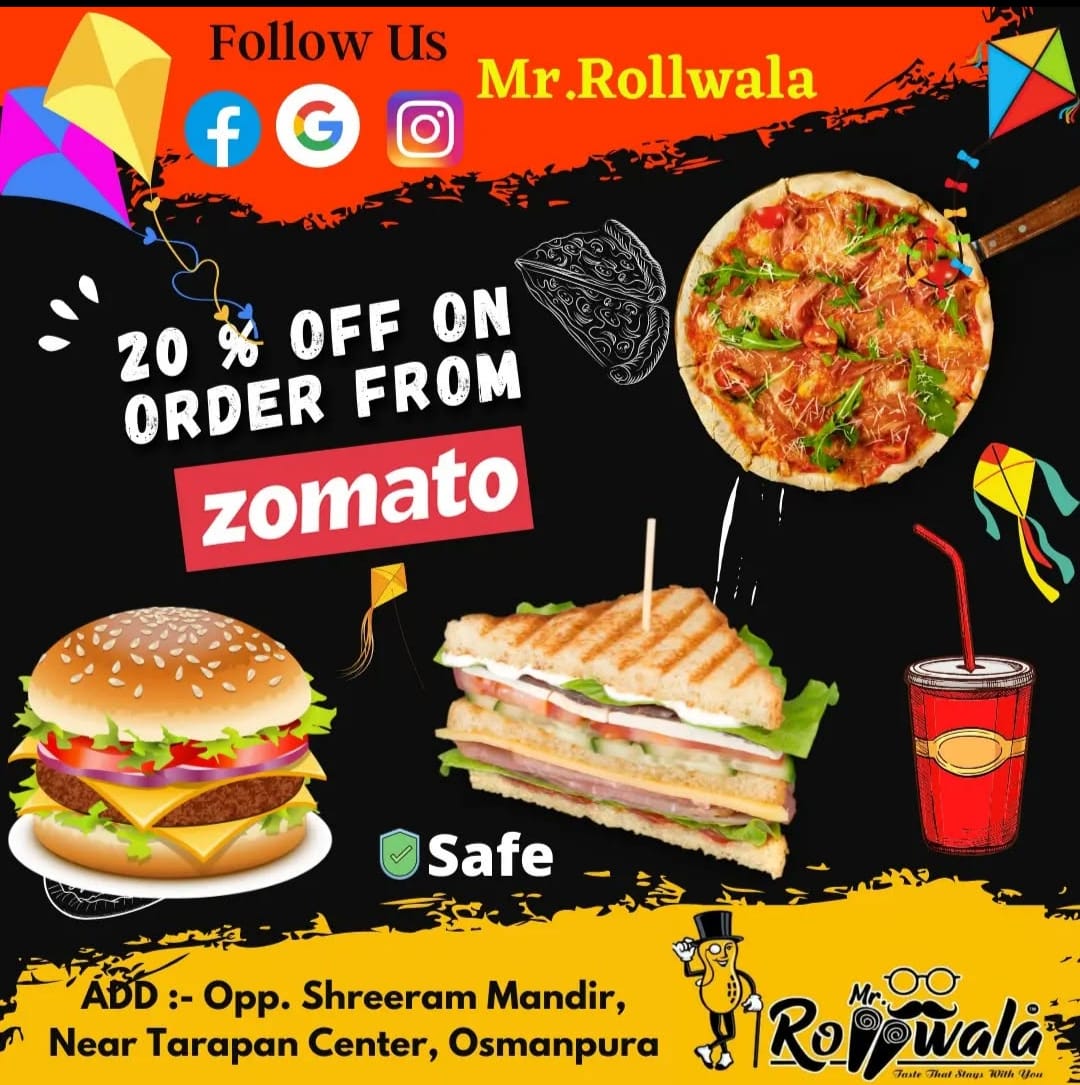 Follow Us
Mr.Rollwala
20 % OFF ON
ORDER FROM
zomato
Safe
ADD :- Opp. Shreeram Mandir,
Near Tarapan Center, Osmanpura
Mr.
Rollwala
Taste That Stays With You